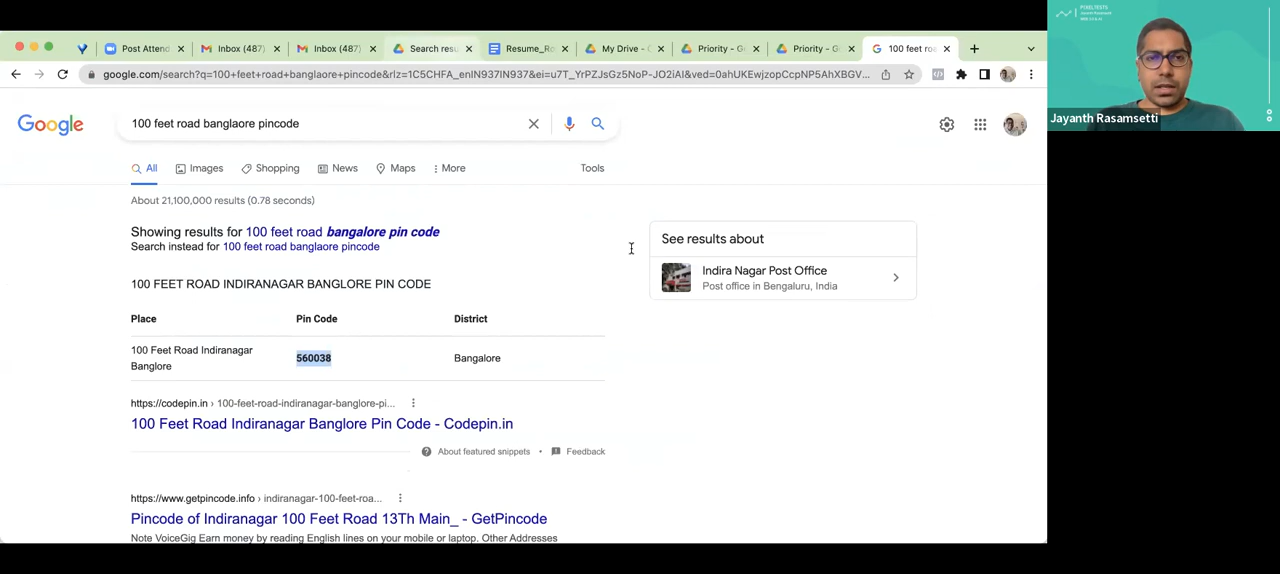 Post Attend
Inbox (487)
Inbox (487)
Search resu
Resume_Ro
My Drive - G
Priority - Go
Priority - Go
100 feet roa
google.com/search?q=100+feet+road+banglaore+pincode&rlz=1C5CHFA_enIN937IN937&ei=u7T_YrPZJsGz5NoP-JO2iAI&ved=0ahUKEwjzopCcpNP5AhXBGV...
PIXELTESTS
Jayanth Rasamsetti
Google
100 feet road banglaore pincode
All
Images
Shopping
News
Maps
More
Tools
About 21,100,000 results (0.78 seconds)
Showing results for 100 feet road bangalore pin code
Search instead for 100 feet road banglaore pincode
See results about
Indira Nagar Post Office
Post office in Bengaluru, India
100 FEET ROAD INDIRANAGAR BANGLORE PIN CODE
Place Pin Code District
100 Feet Road Indiranagar
Banglore
560038
Bangalore
https://codepin.in › 100-feet-road-indiranagar-banglore-pi...
100 Feet Road Indiranagar Banglore Pin Code - Codepin.in
About featured snippets • Feedback
https://www.getpincode.info › indiranagar-100-feet-roa...
Pincode of Indiranagar 100 Feet Road 13Th Main_ - GetPincode
Note VoiceGig Earn money by reading English lines on your mobile or laptop. Other Addresses